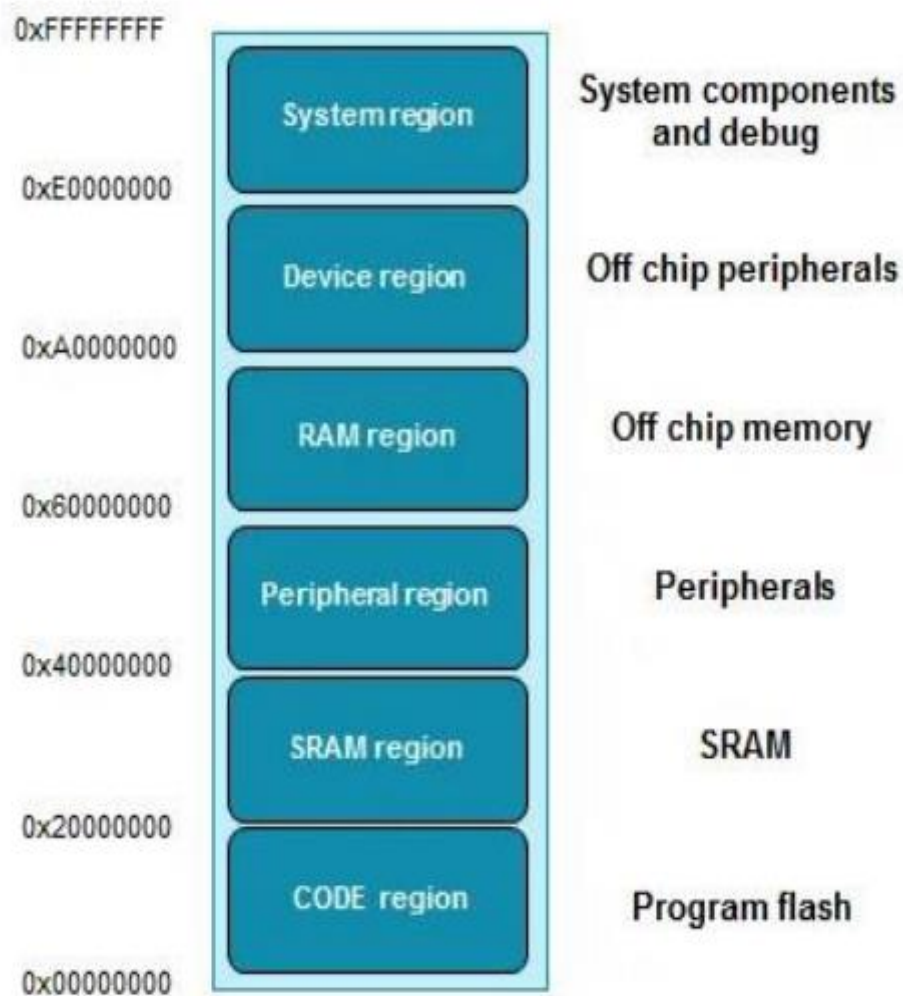 0xFFFFFFFF
System region
System components
and debug
0xE0000000
Device region
Off chip peripherals
0xA0000000
RAM region
Off chip memory
0x60000000
Peripheral region
Peripherals
0x40000000
SRAM region
SRAM
0x20000000
CODE region
Program flash
0x00000000